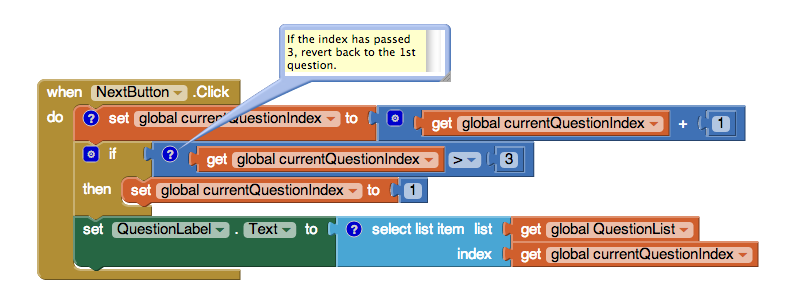 If the index has passed
3, revert back to the 1st
question.
when NextButton .Click
do ? set global currentQuestionIndex to get global currentQuestionIndex + 1
if ? get global currentQuestionIndex > 3
then set global currentQuestionIndex to 1
set QuestionLabel . Text to ? select list item list get global QuestionList
index get global currentQuestionIndex